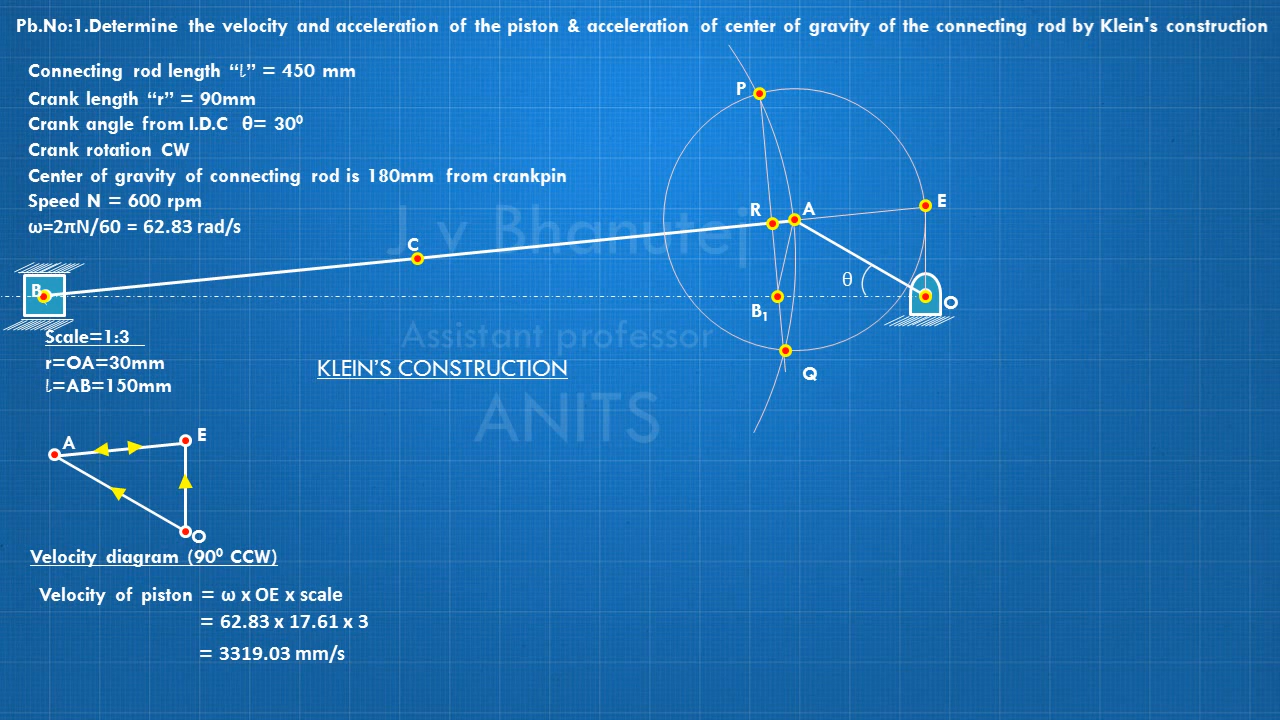 Pb.No:1.Determine the velocity and acceleration of the piston & acceleration of center of gravity of the connecting rod by Klein's construction
Connecting rod length “l” = 450 mm
Crank length “r” = 90mm
Crank angle from I.D.C θ= 30⁰
Crank rotation CW
Center of gravity of connecting rod is 180mm from crankpin
Speed N = 600 rpm
ω=2πN/60 = 62.83 rad/s
P
E
R
A
J v Bhanutej
C
θ
B
O
B₁
Scale=1:3
r=OA=30mm
l=AB=150mm
Assistant professor
KLEIN’S CONSTRUCTION
Q
ANITS
A
E
O
Velocity diagram (90⁰ CCW)
Velocity of piston = ω x OE x scale
= 62.83 x 17.61 x 3
= 3319.03 mm/s